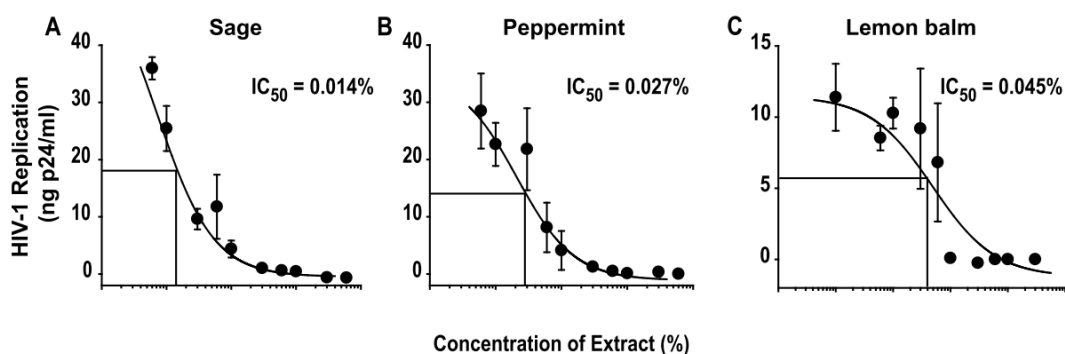 A Sage
B Peppermint
C Lemon balm
HIV-1 Replication
(ng p24/ml)
40
30
20
10
0
IC50 = 0.014%
40
30
20
10
0
IC50 = 0.027%
15
10
5
0
IC50 = 0.045%
Concentration of Extract (%)